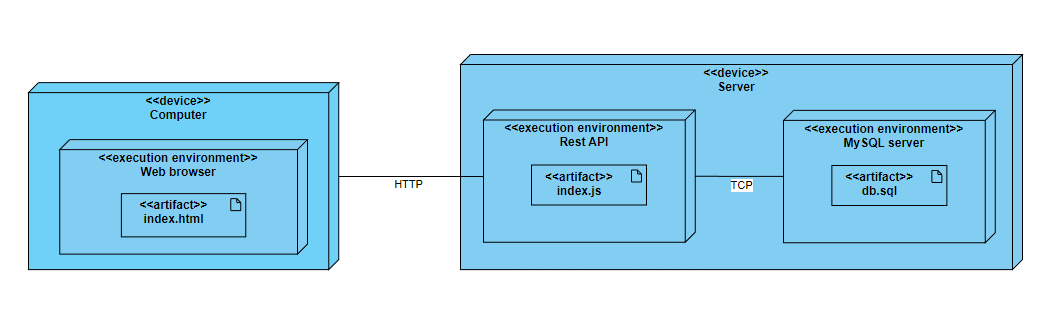 <<device>>
Computer
<<execution environment>>
Web browser
<<artifact>>
index.html
HTTP
<<device>>
Server
<<execution environment>>
Rest API
<<artifact>>
index.js
TCP
<<execution environment>>
MySQL server
<<artifact>>
db.sql